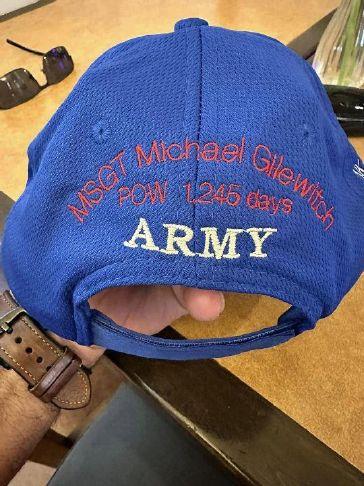 MSGT Michael Gilewitch
POW 1,245 days
ARMY